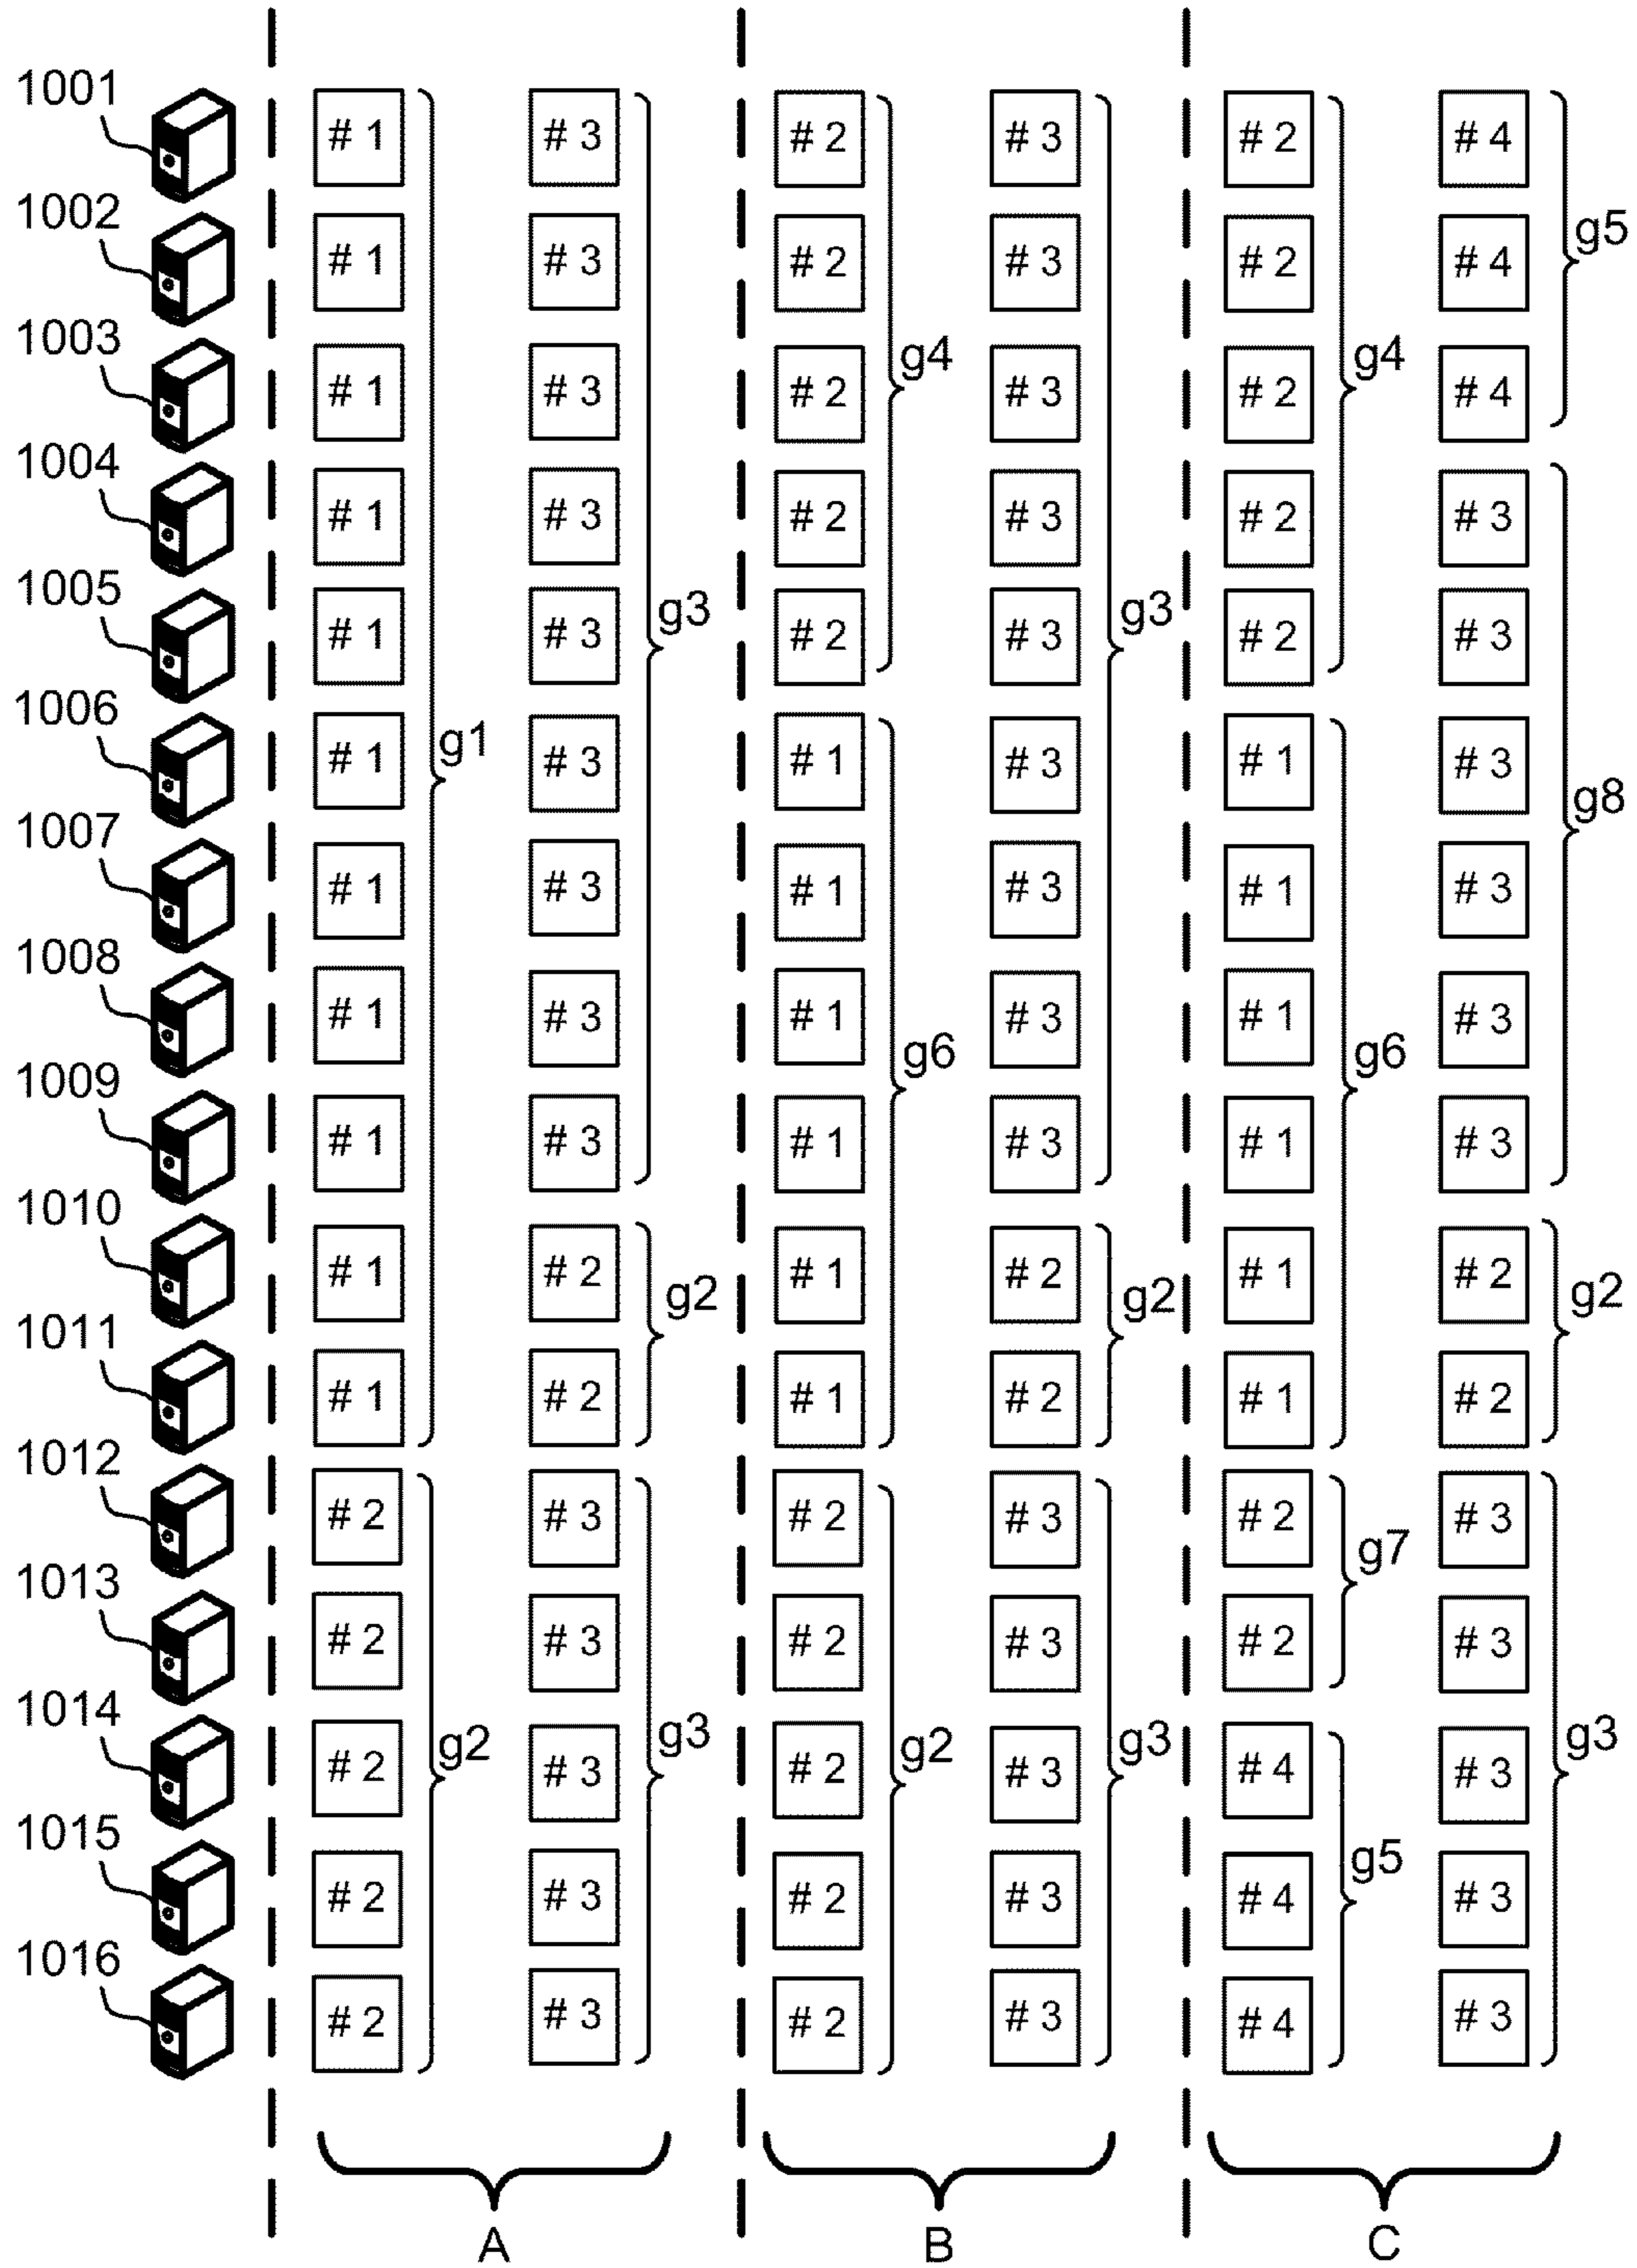 1001 # 1 # 3 # 2 # 3 # 2 # 4
1002 # 1 # 3 # 2 # 3 # 2 # 4 g5
1003 # 1 # 3 # 2 g4 # 3 # 2 g4 # 4
1004 # 1 # 3 # 2 # 3 # 2 # 3
1005 # 1 # 3 g3 # 2 # 3 g3 # 2 # 3
1006 # 1 g1 # 3 # 1 # 3 # 1 # 3 g8
1007 # 1 # 3 # 1 # 3 # 1 # 3
1008 # 1 # 3 # 1 g6 # 3 # 1 g6 # 3
1009 # 1 # 3 # 1 # 3 # 1 # 3
1010 # 1 # 2 g2 # 1 # 2 g2 # 1 # 2 g2
1011 # 1 # 2 # 1 # 2 # 1 # 2
1012 # 2 # 3 # 2 # 3 # 2 g7 # 3
1013 # 2 # 3 # 2 # 3 # 2 # 3
1014 # 2 g2 # 3 g3 # 2 g2 # 3 g3 # 4 # 3 g3
1015 # 2 # 3 # 2 # 3 # 4 g5 # 3
1016 # 2 # 3 # 2 # 3 # 4 # 3
A B C